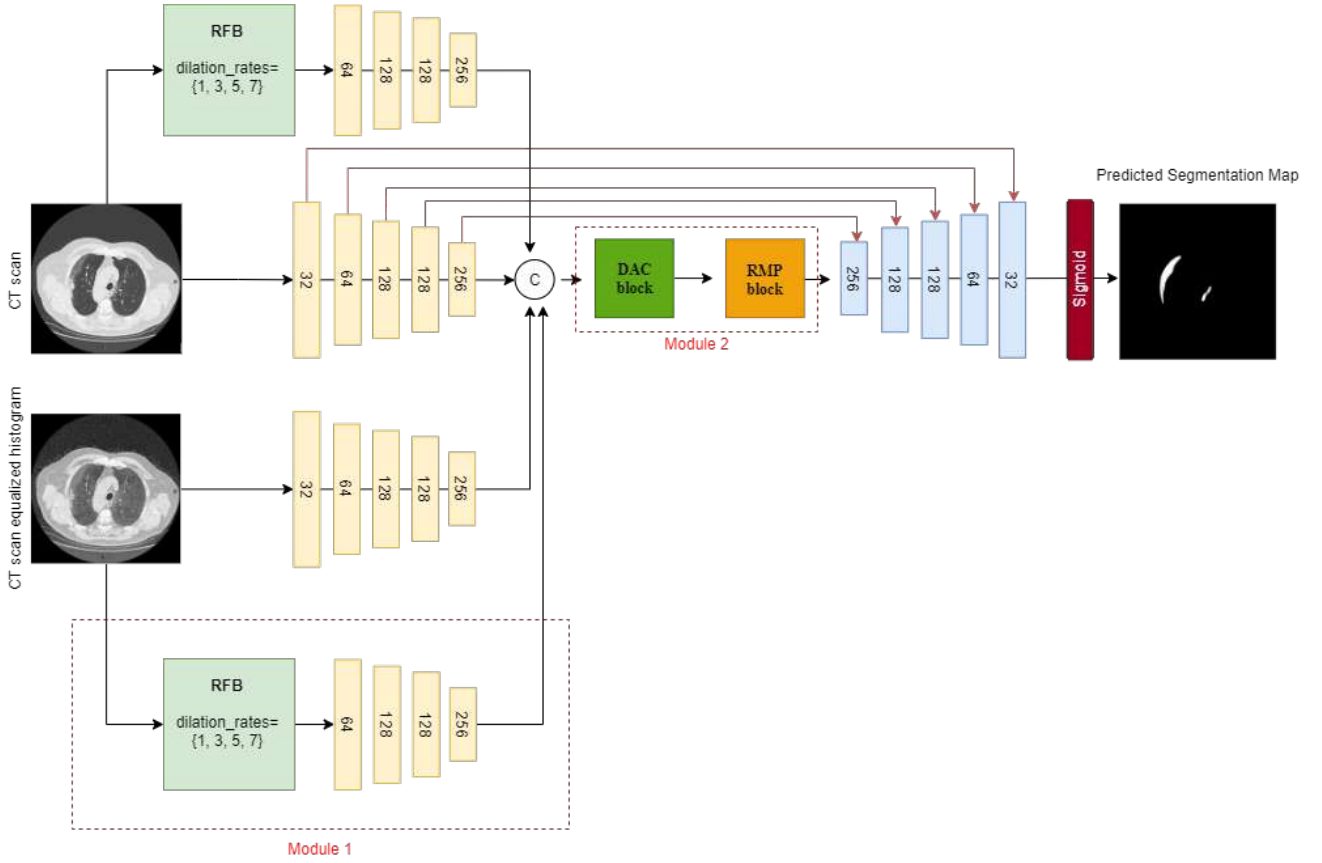 RFB
dilation_rates=
{1, 3, 5, 7}
64
128
128
256
CT scan
32
64
128
128
256
C
DAC
block
RMP
block
Module 2
256
128
128
64
32
Sigmoid
Predicted Segmentation Map
CT scan equalized histogram
32
64
128
128
256
RFB
dilation_rates=
{1, 3, 5, 7}
64
128
128
256
Module 1